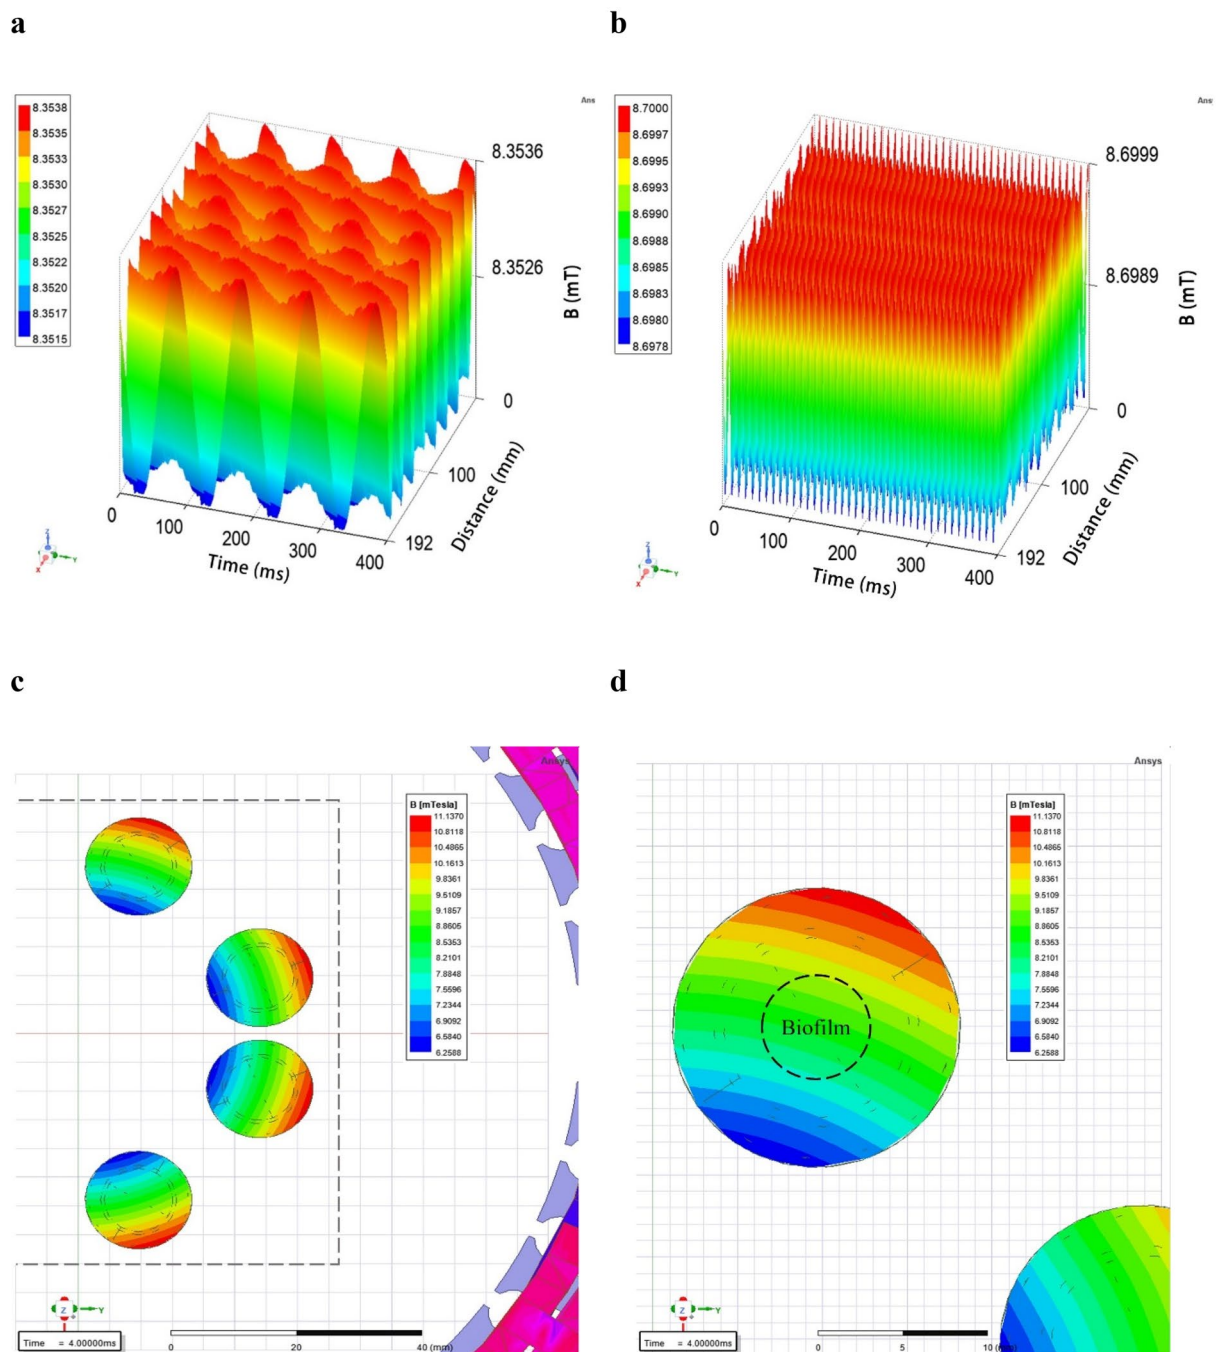 a
b
Ans
Ans
8.3538
8.3535
8.3533
8.3530
8.3527
8.3525
8.3522
8.3520
8.3517
8.3515
8.3536
8.3526
B (mT)
0
100
192
Distance (mm)
0
100
200
300
400
Time (ms)
Z
Y
X
8.7000
8.6997
8.6995
8.6993
8.6990
8.6988
8.6985
8.6983
8.6980
8.6978
8.6999
8.6989
B (mT)
0
100
192
Distance (mm)
0
100
200
300
400
Time (ms)
Z
Y
X
c
d
Ansys
B [mTesla]
11.1370
10.8118
10.4865
10.1613
9.8361
9.5109
9.1857
8.8605
8.5353
8.2101
7.8848
7.5596
7.2344
6.9092
6.5840
6.2588
Z
Y
Time = 4.00000ms
0
20
40 (mm)
Ansys
B [mTesla]
11.1370
10.8118
10.4865
10.1613
9.8361
9.5109
9.1857
8.8605
8.5353
8.2101
7.8848
7.5596
7.2344
6.9092
6.5840
6.2588
Biofilm
Z
Y
Time = 4.00000ms
0
5
10